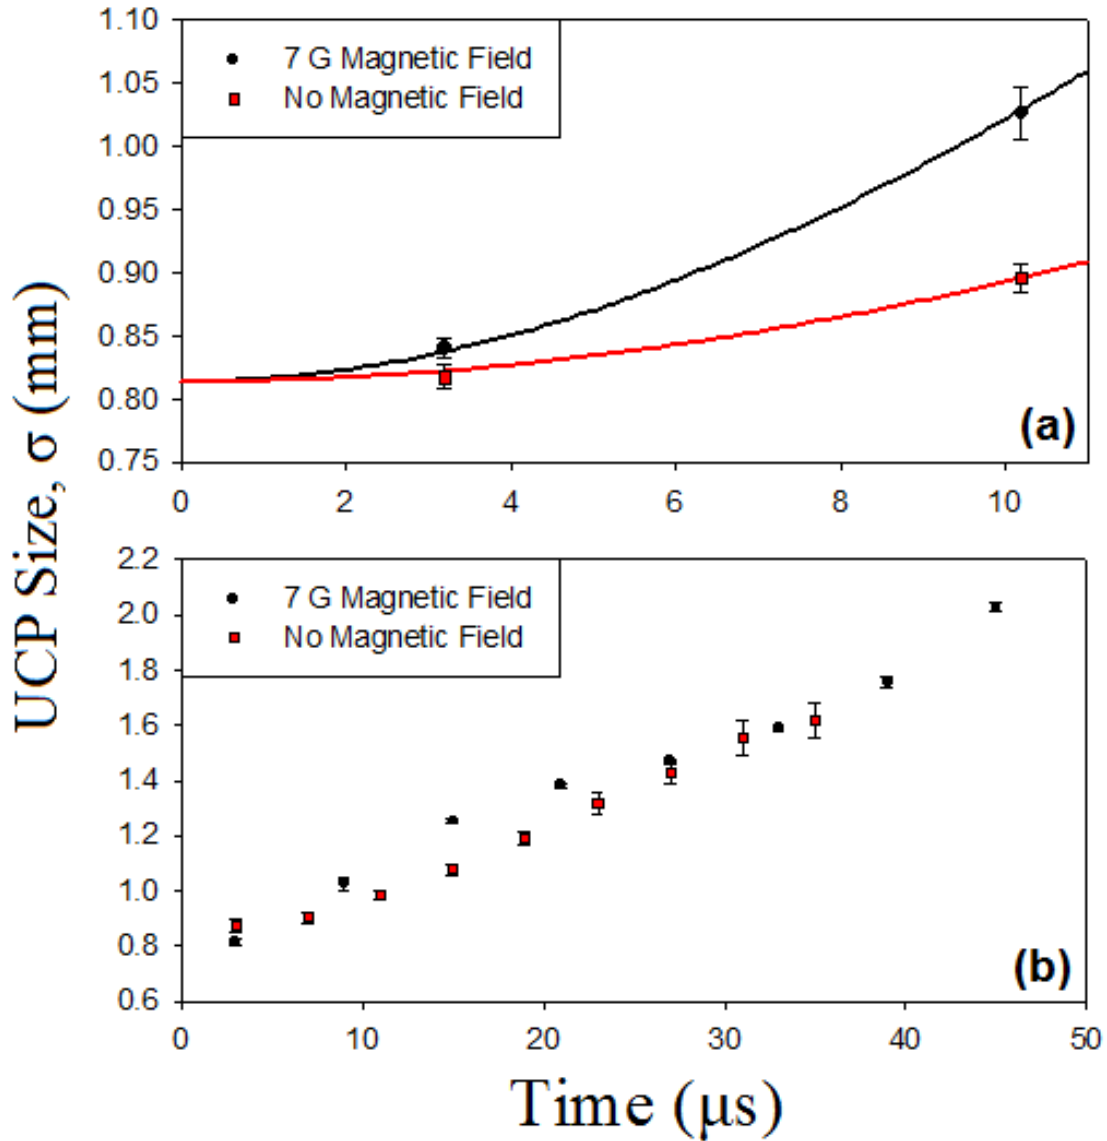 UCP Size, σ (mm)
1.10
1.05
1.00
0.95
0.90
0.85
0.80
0.75
7 G Magnetic Field
No Magnetic Field
(a)
0 2 4 6 8 10
2.2
2.0
1.8
1.6
1.4
1.2
1.0
0.8
0.6
7 G Magnetic Field
No Magnetic Field
(b)
0 10 20 30 40 50
Time (μs)